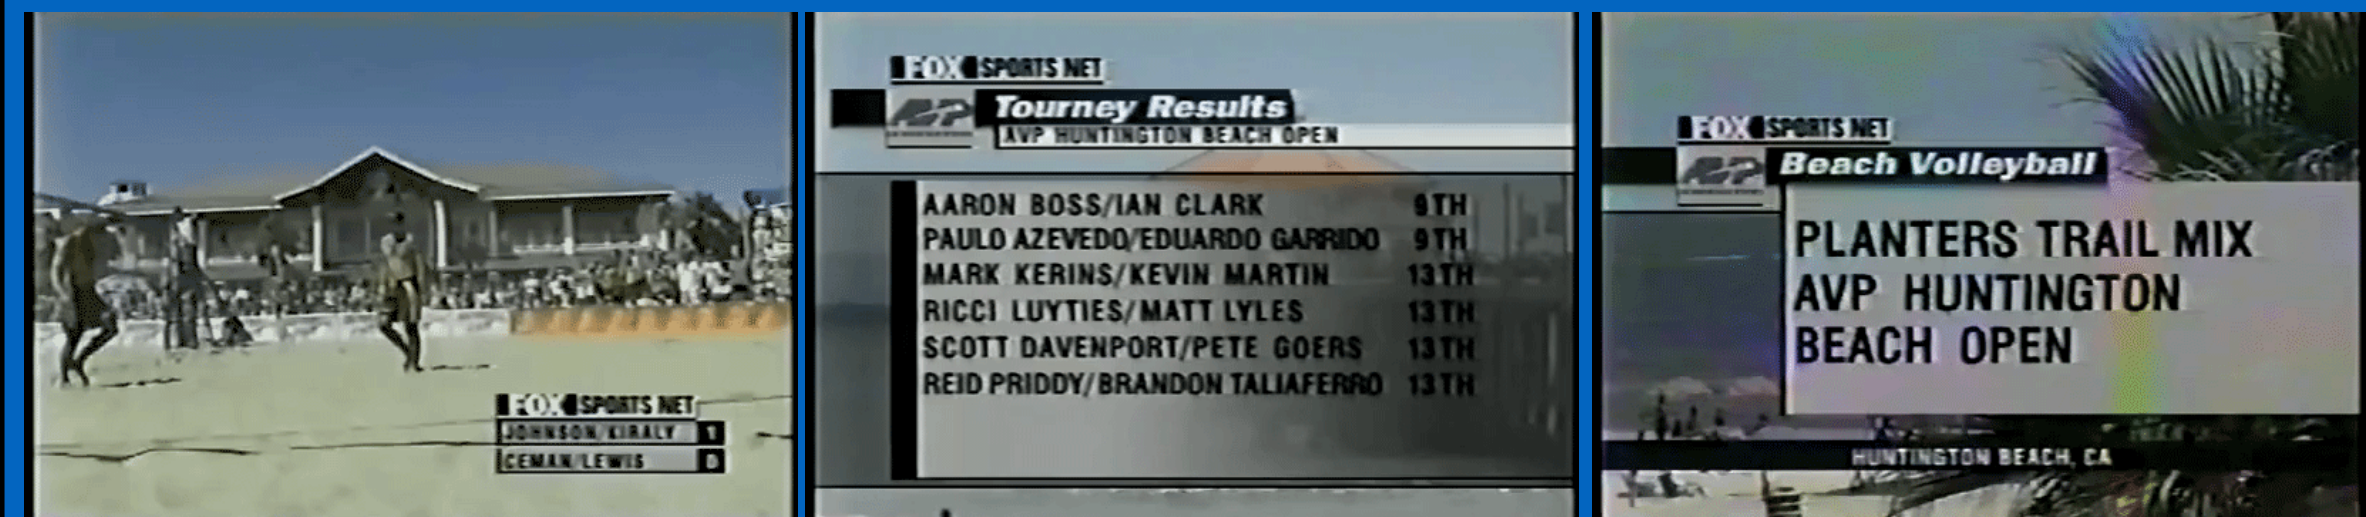 FOX SPORTS NET
JOHNSON/KIRALY 1
CEMAN/LEWIS 0
FOX SPORTS NET
AVP Tourney Results
AVP HUNTINGTON BEACH OPEN
AARON BOSS/IAN CLARK 9TH
PAULO AZEVEDO/EDUARDO GARRIDO 9TH
MARK KERINS/KEVIN MARTIN 13TH
RICCI LUYTIES/MATT LYLES 13TH
SCOTT DAVENPORT/PETE GOERS 13TH
REID PRIDDY/BRANDON TALIAFERRO 13TH
FOX SPORTS NET
AVP Beach Volleyball
PLANTERS TRAIL MIX
AVP HUNTINGTON
BEACH OPEN
HUNTINGTON BEACH, CA